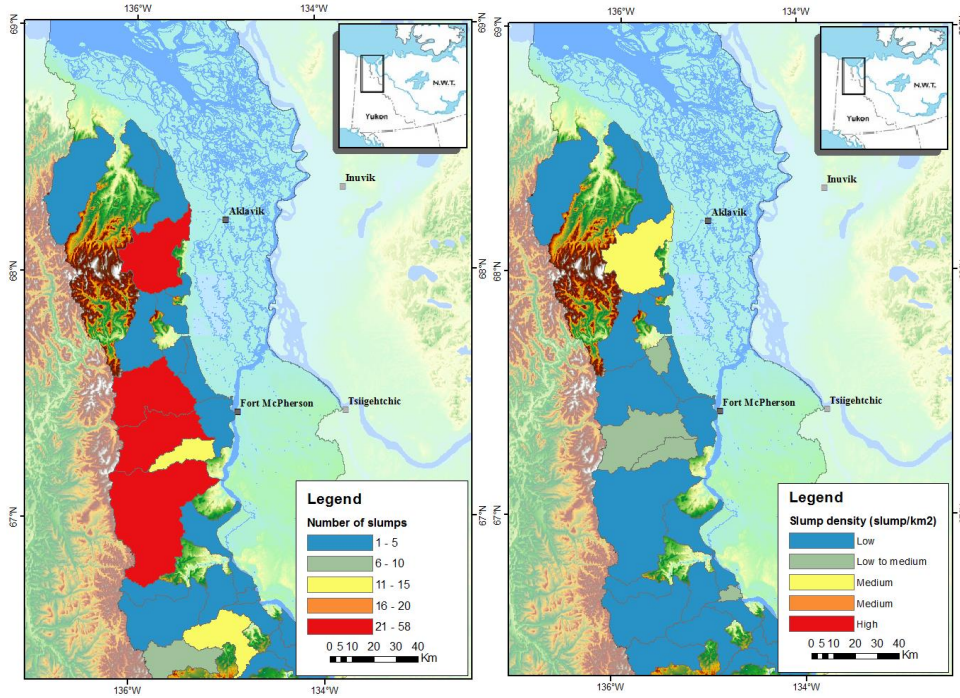 136°W
134°W
69°N
N.W.T.
Yukon
Inuvik
Aklavik
68°N
Fort McPherson
Tsiigehtchic
67°N
Legend
Number of slumps
1 - 5
6 - 10
11 - 15
16 - 20
21 - 58
0 5 10 20 30 40
Km
136°W
134°W
136°W
134°W
69°N
69°N
N.W.T.
Yukon
Inuvik
Aklavik
68°N
68°N
Fort McPherson
Tsiigehtchic
67°N
67°N
Legend
Slump density (slump/km2)
Low
Low to medium
Medium
Medium
High
0 5 10 20 30 40
Km
136°W
134°W